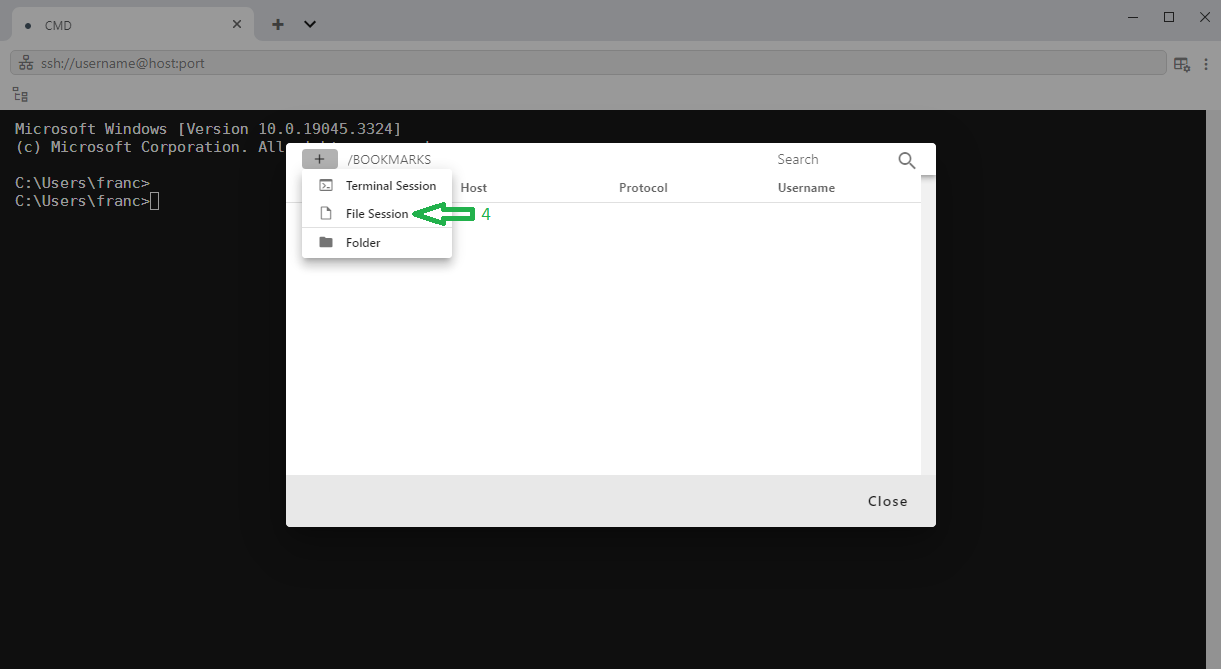 CMD
ssh://username@host:port
Microsoft Windows [Version 10.0.19045.3324]
(c) Microsoft Corporation. All
+ /BOOKMARKS Search
Terminal Session Host Protocol Username
C:\Users\franc>
C:\Users\franc>
File Session 4
Folder
Close